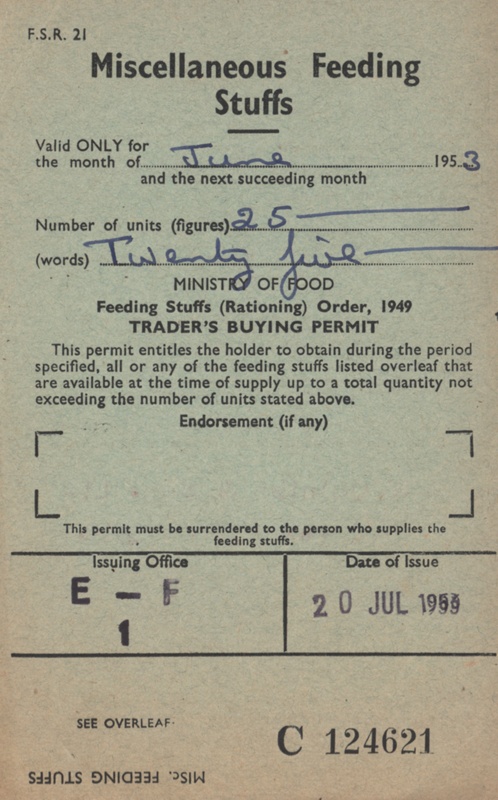 F.S.R. 21
Miscellaneous Feeding
Stuffs
Valid ONLY for
the month of June 1953
and the next succeeding month
Number of units (figures) 25
(words) Twenty five
MINISTRY OF FOOD
Feeding Stuffs (Rationing) Order, 1949
TRADER'S BUYING PERMIT
This permit entitles the holder to obtain during the period
specified, all or any of the feeding stuffs listed overleaf that
are available at the time of supply up to a total quantity not
exceeding the number of units stated above.
Endorsement (if any)
This permit must be surrendered to the person who supplies the
feeding stuffs.
Issuing Office
E — F
1
Date of Issue
20 JUL 1953
SEE OVERLEAF.
C 124621
MISC. FEEDING STUFFS